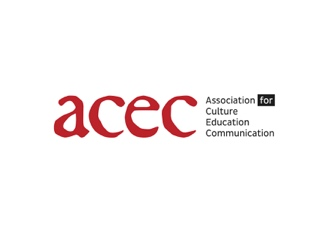 acec
Association for
Culture
Education
Communication